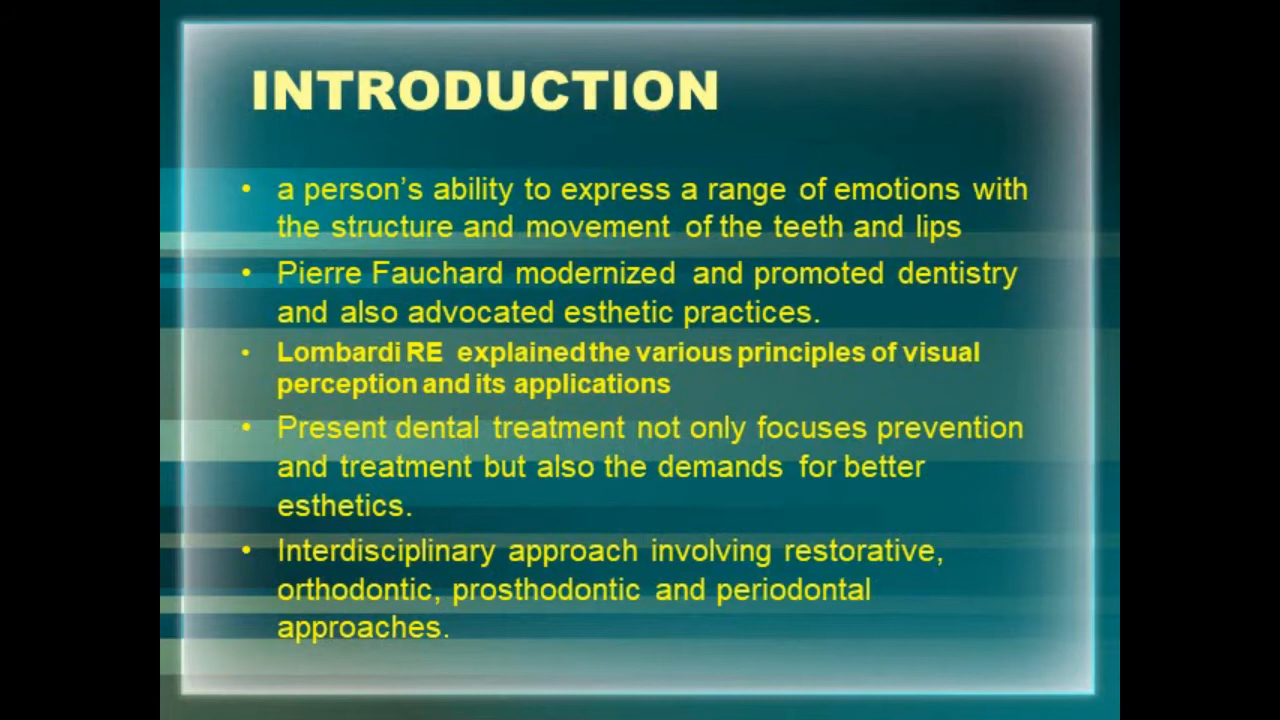 INTRODUCTION
• a person's ability to express a range of emotions with
the structure and movement of the teeth and lips
• Pierre Fauchard modernized and promoted dentistry
and also advocated esthetic practices.
• Lombardi RE explained the various principles of visual
perception and its applications
• Present dental treatment not only focuses prevention
and treatment but also the demands for better
esthetics.
• Interdisciplinary approach involving restorative,
orthodontic, prosthodontic and periodontal
approaches.